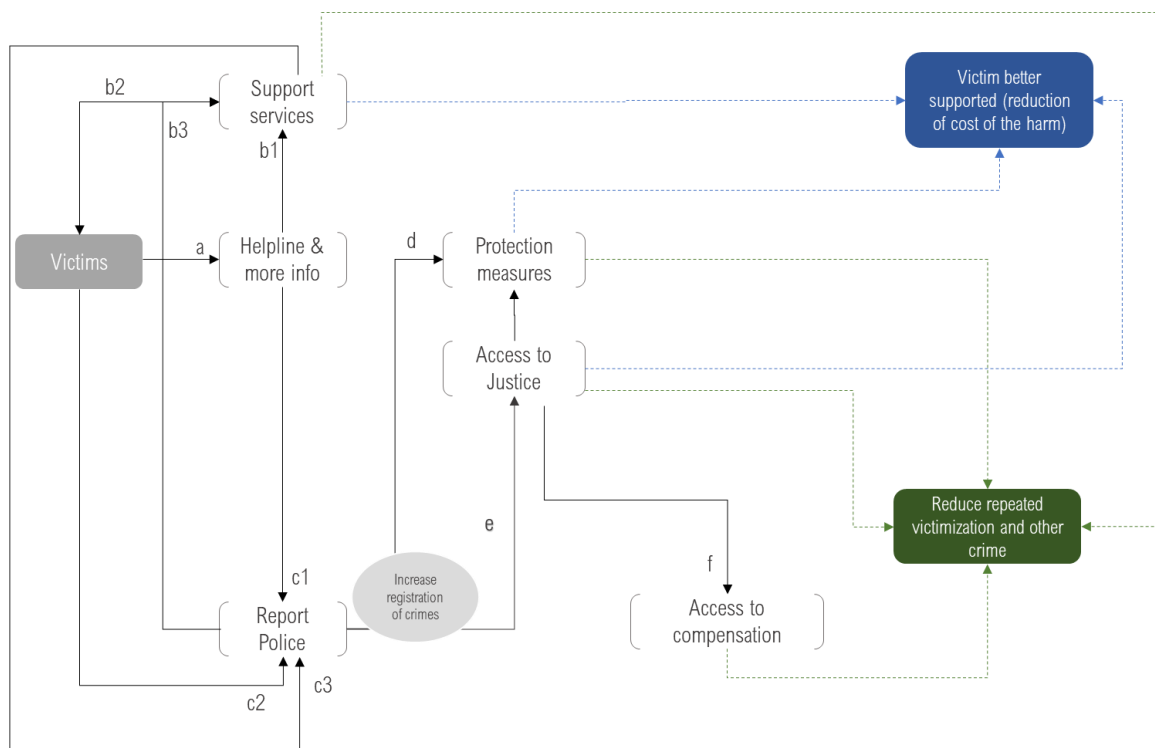 b2
Support
services
b3
b1
Victim better
supported (reduction
of cost of the harm)
Victims
a
Helpline &
more info
d
Protection
measures
Access to
Justice
e
Reduce repeated
victimization and other
crime
c1
Increase
registration
of crimes
f
Report
Police
Access to
compensation
c2
c3